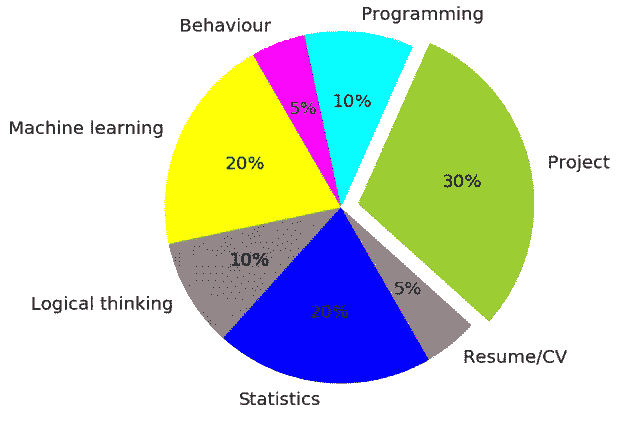 Programming
Behaviour
10%
5%
Machine learning
20%
30%
Project
10%
5%
Logical thinking
20%
Resume/CV
Statistics